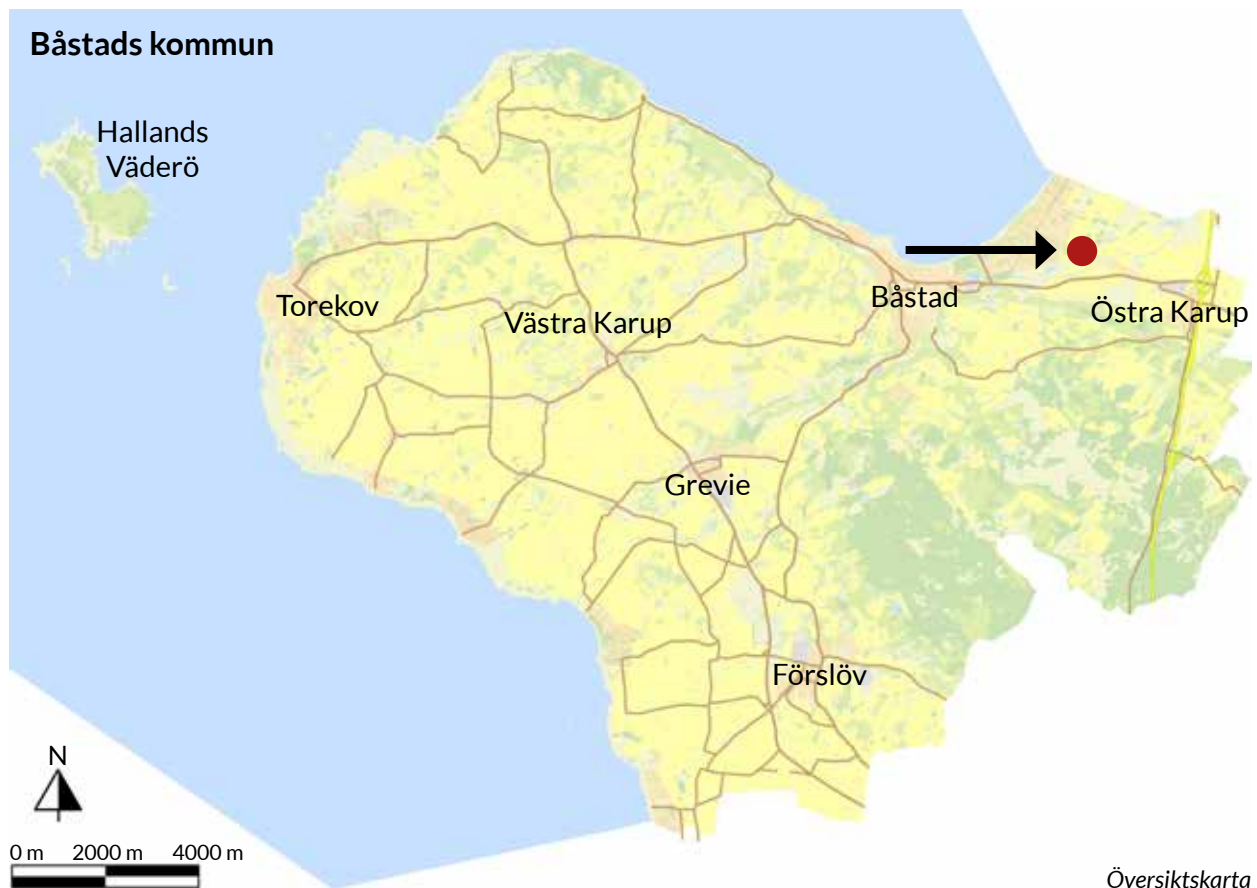 Båstads kommun
Hallands
Väderö
Torekov
Västra Karup
Båstad
Östra Karup
Grevie
Förslöv
N
0 m 2000 m 4000 m
Översiktskarta